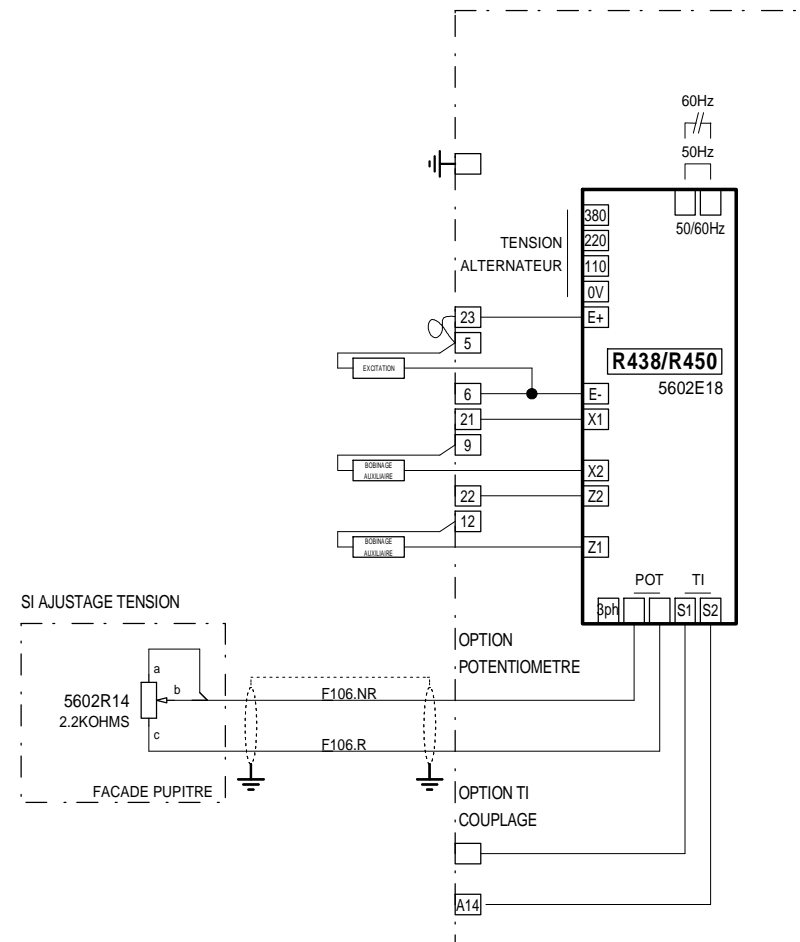 60Hz
50Hz
50/60Hz
380
TENSION
220
ALTERNATEUR
110
0V
23
E+
5
R438/R450
EXCITATION
5602E18
6
E-
21
X1
9
BOBINAGE
AUXILIAIRE
X2
22
Z2
12
BOBINAGE
AUXILIAIRE
Z1
POT
TI
3ph
S1
S2
SI AJUSTAGE TENSION
OPTION
POTENTIOMETRE
a
b
5602R14
2.2KOHMS
c
F106.NR
F106.R
FACADE PUPITRE
OPTION TI
COUPLAGE
A14